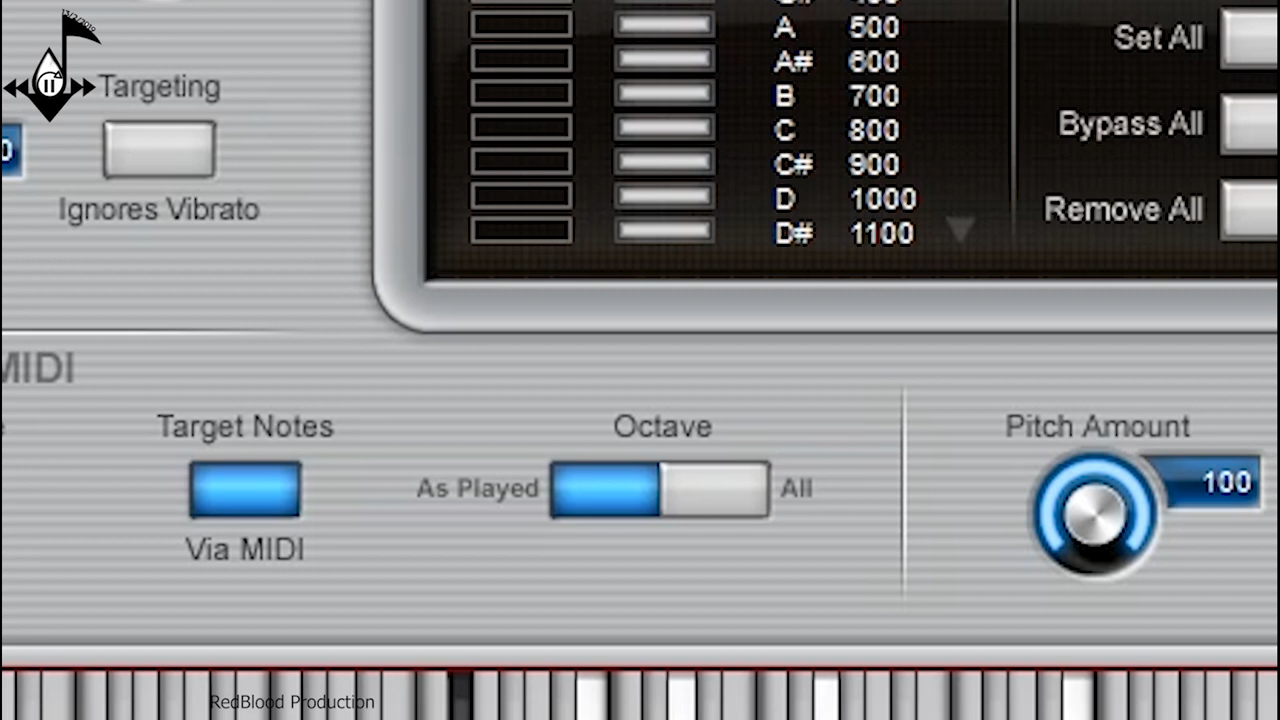 A 500
A# 600
B 700
C 800
C# 900
D 1000
D# 1100
Set All
Bypass All
Remove All
Targeting
0
Ignores Vibrato
MIDI
Target Notes
Via MIDI
Octave
As Played
All
Pitch Amount
100
RedBlood Production